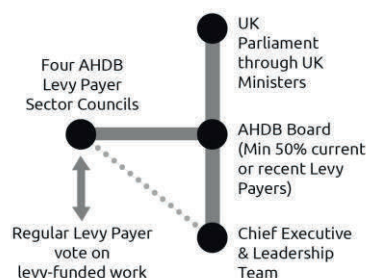 UK
Parliament
through UK
Ministers
Four AHDB
Levy Payer
Sector Councils
AHDB Board
(Min 50% current
or recent Levy
Payers)
Regular Levy Payer
vote on
levy-funded work
Chief Executive
& Leadership
Team